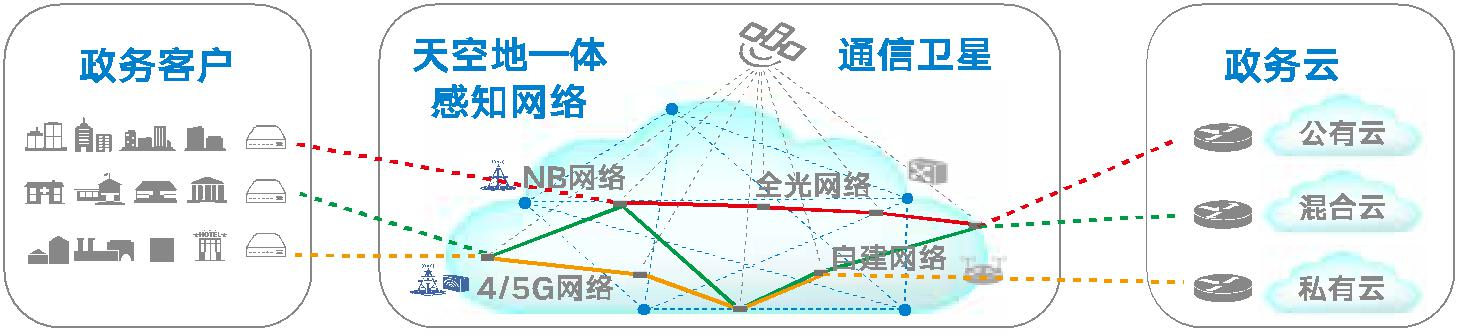 政务客户
天空地一体
感知网络
通信卫星
政务云
NB网络
全光网络
4/5G网络
自建网络
HOTEL
公有云
混合云
私有云